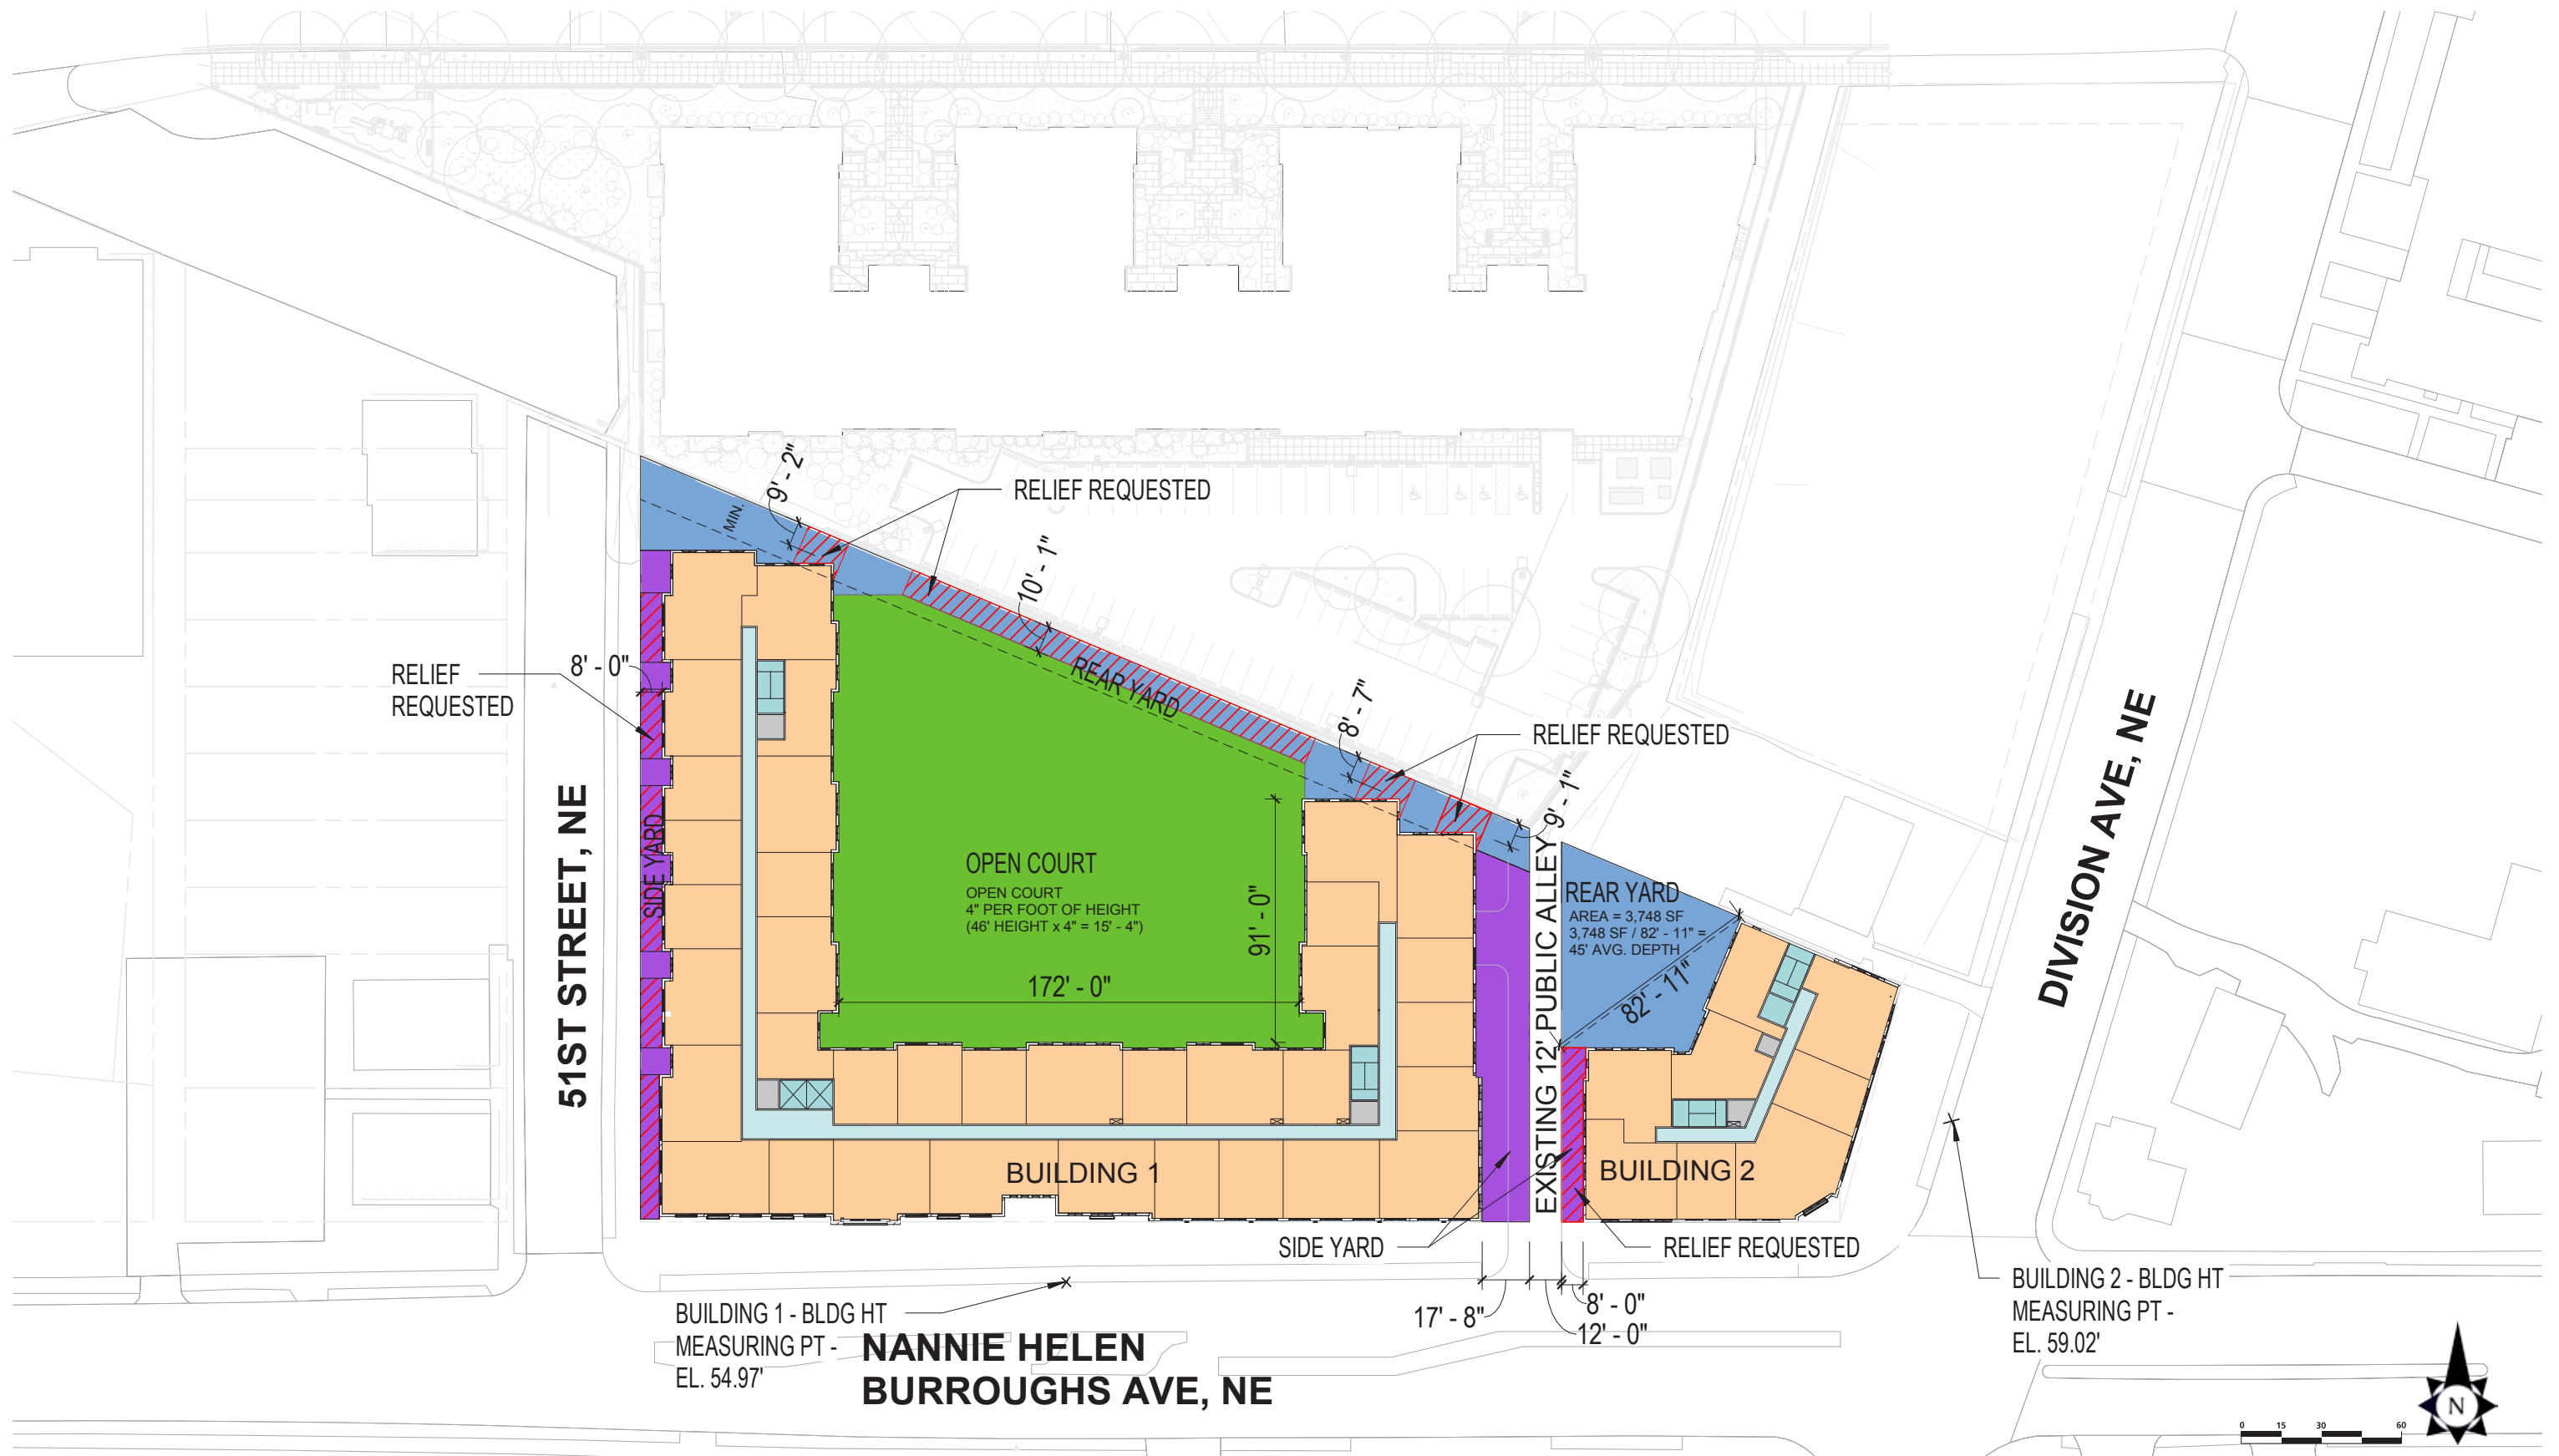 9' - 2"
MIN.
RELIEF REQUESTED
10' - 1"
REAR YARD
8' - 7"
RELIEF REQUESTED
9' - 1"
RELIEF
REQUESTED
8' - 0"
51ST STREET, NE
SIDE YARD
OPEN COURT
OPEN COURT
4" PER FOOT OF HEIGHT
(46' HEIGHT x 4" = 15' - 4")
91' - 0"
172' - 0"
EXISTING 12' PUBLIC ALLEY
REAR YARD
AREA = 3,748 SF
3,748 SF / 82' - 11" =
45' AVG. DEPTH
82' - 11"
DIVISION AVE, NE
BUILDING 1
BUILDING 2
SIDE YARD
RELIEF REQUESTED
17' - 8"
8' - 0"
12' - 0"
BUILDING 1 - BLDG HT
MEASURING PT -
EL. 54.97'
NANNIE HELEN
BURROUGHS AVE, NE
BUILDING 2 - BLDG HT
MEASURING PT -
EL. 59.02'
N
0 15 30 60